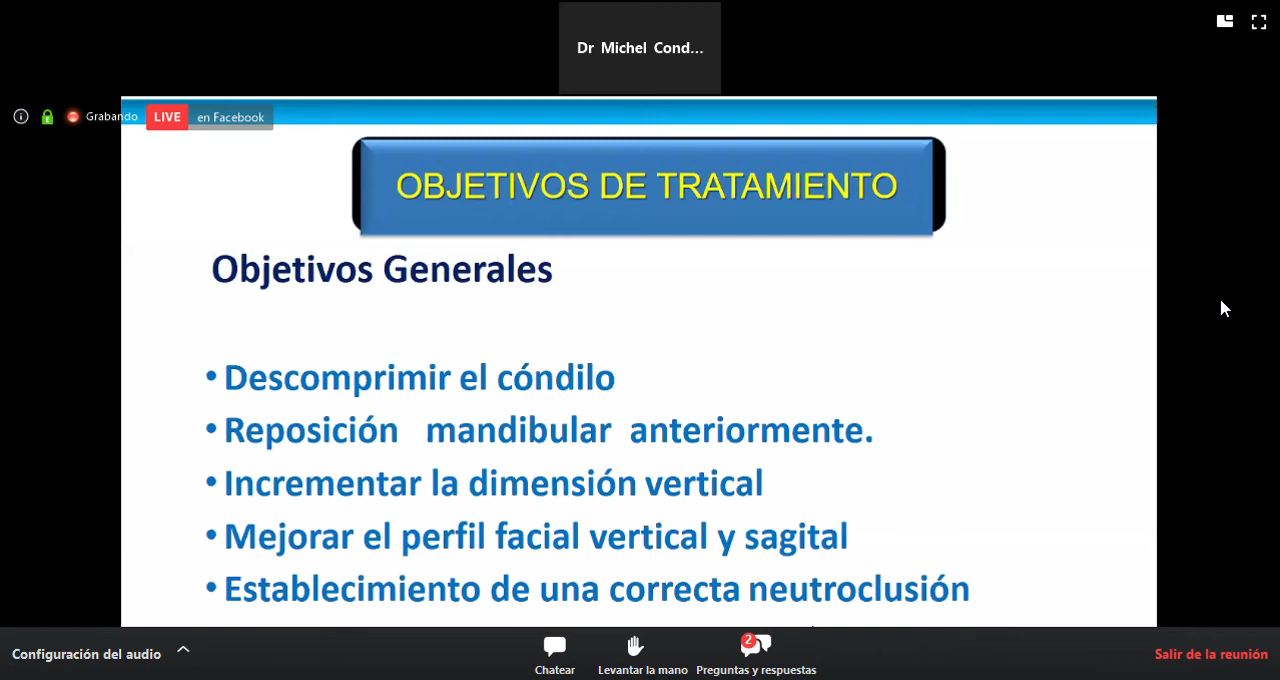 Dr Michel Cond...
Grabando
LIVE en Facebook
OBJETIVOS DE TRATAMIENTO
Objetivos Generales
• Descomprimir el cóndilo
• Reposición mandibular anteriormente.
• Incrementar la dimensión vertical
• Mejorar el perfil facial vertical y sagital
• Establecimiento de una correcta neutroclusión
Configuración del audio
Chatear
Levantar la mano
2
Preguntas y respuestas
Salir de la reunión